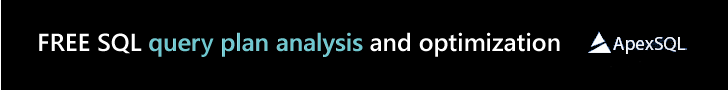 FREE SQL query plan analysis and optimization ApexSQL